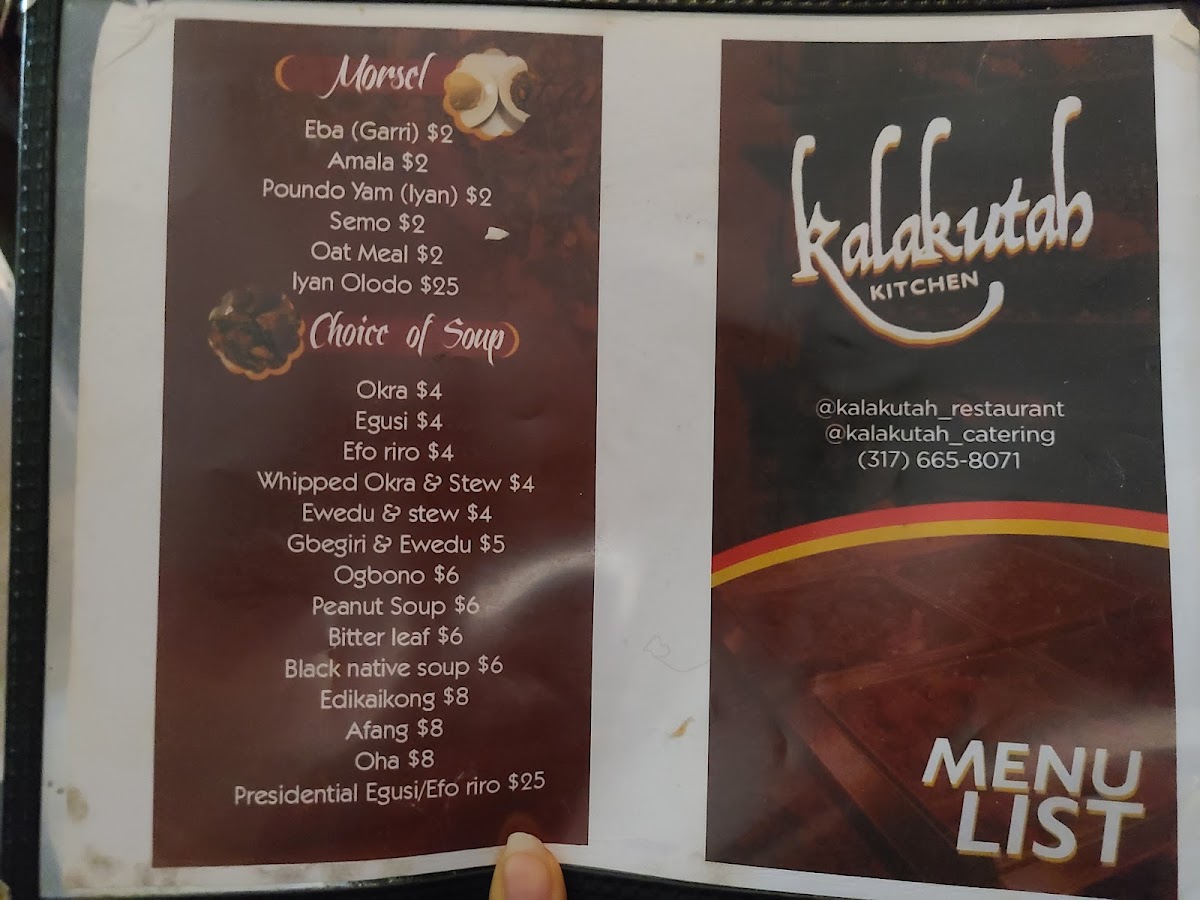 Morsel
Eba (Garri) $2
Amala $2
Poundo Yam (Iyan) $2
Semo $2
Oat Meal $2
Iyan Olodo $25
Choice of Soup
Okra $4
Egusi $4
Efo riro $4
Whipped Okra & Stew $4
Ewedu & stew $4
Gbegiri & Ewedu $5
Ogbono $6
Peanut Soup $6
Bitter leaf $6
Black native soup $6
Edikaikong $8
Afang $8
Oha $8
Presidential Egusi/Efo riro $25
kalakutah
KITCHEN
@kalakutah_restaurant
@kalakutah_catering
(317) 665-8071
MENU
LIST